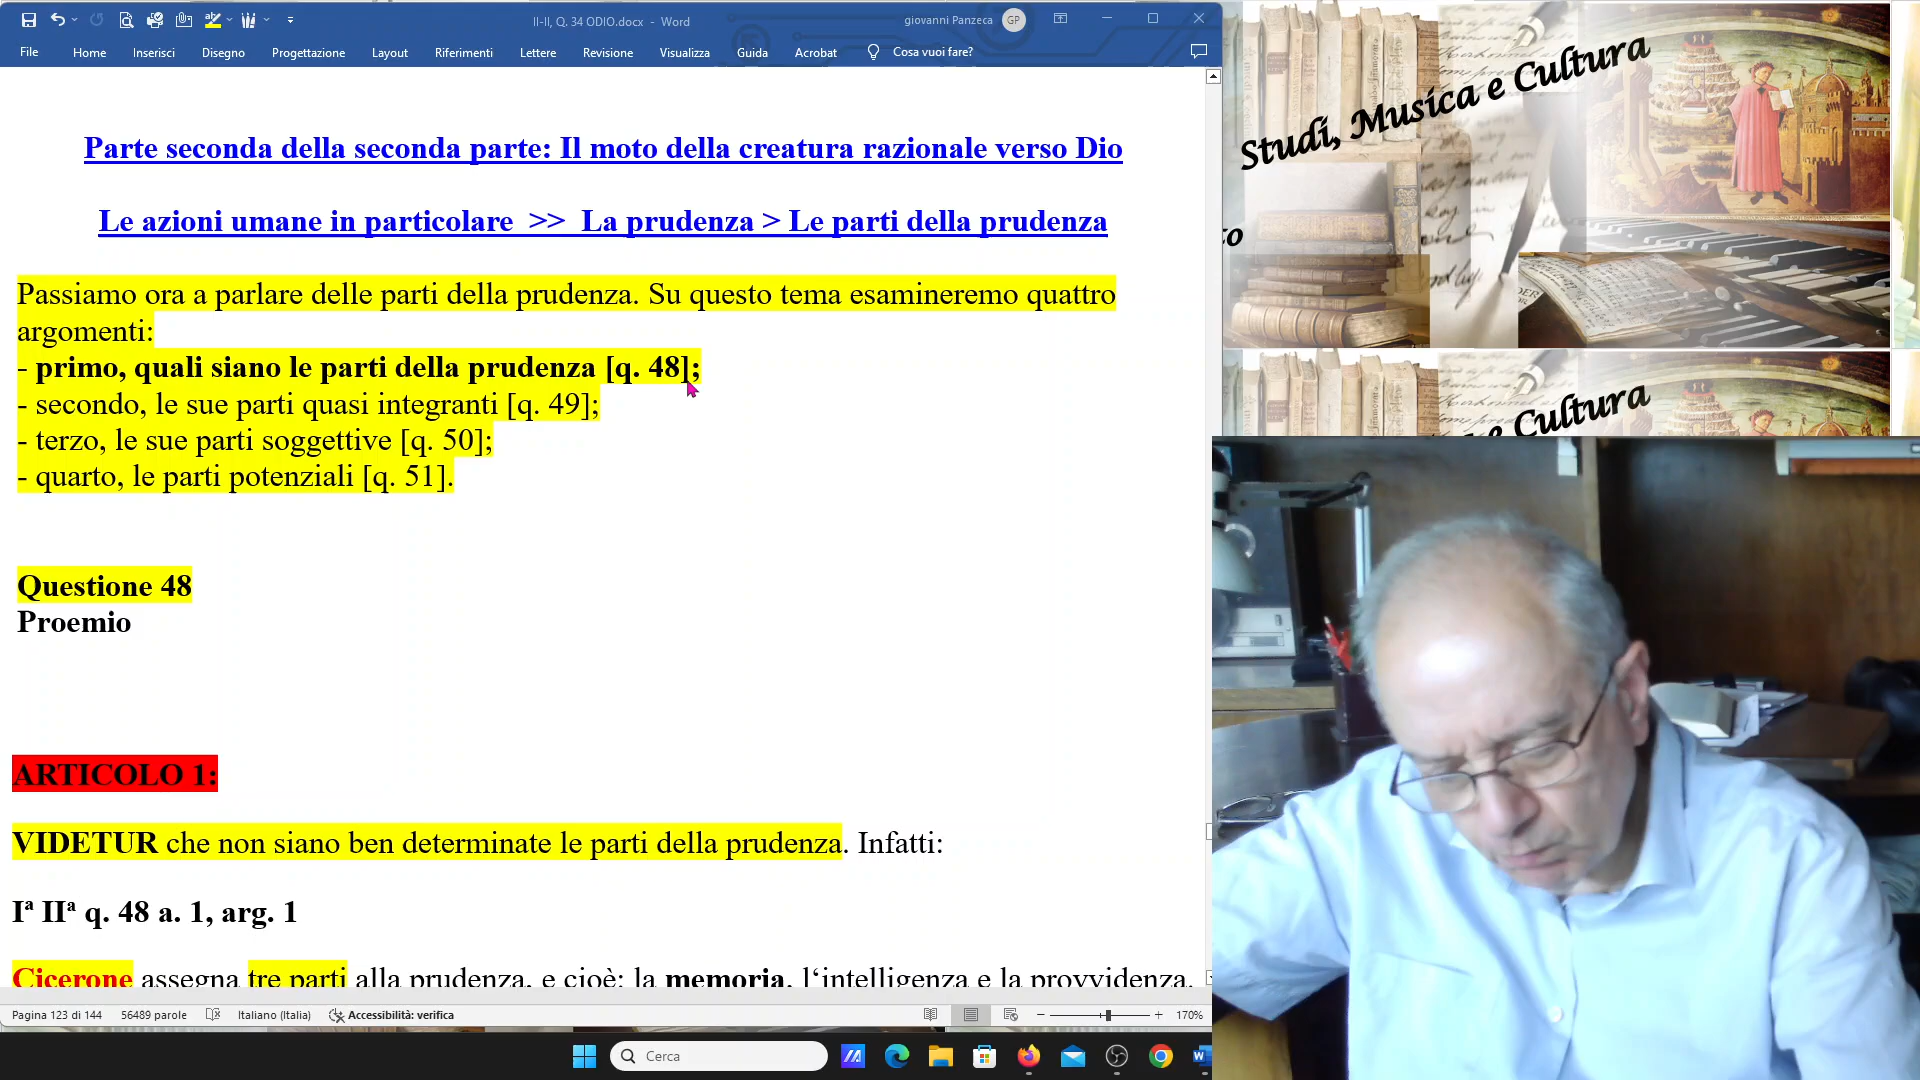 II-II, Q. 34 ODIO.docx - Word
giovanni Panzeca GP
File Home Inserisci Disegno Progettazione Layout Riferimenti Lettere Revisione Visualizza Guida Acrobat Cosa vuoi fare?
Parte seconda della seconda parte: Il moto della creatura razionale verso Dio
Le azioni umane in particolare >> La prudenza > Le parti della prudenza
Passiamo ora a parlare delle parti della prudenza. Su questo tema esamineremo quattro
argomenti:
- primo, quali siano le parti della prudenza [q. 48];
- secondo, le sue parti quasi integranti [q. 49];
- terzo, le sue parti soggettive [q. 50];
- quarto, le parti potenziali [q. 51].
Questione 48
Proemio
ARTICOLO 1:
VIDETUR che non siano ben determinate le parti della prudenza. Infatti:
Iª IIª q. 48 a. 1, arg. 1
Cicerone assegna tre parti alla prudenza, e cioè: la memoria, l‘intelligenza e la provvidenza.
Pagina 123 di 144 56489 parole Italiano (Italia) Accessibilità: verifica 170%
Cerca
Studi, Musica e Cultura
to
e Cultura